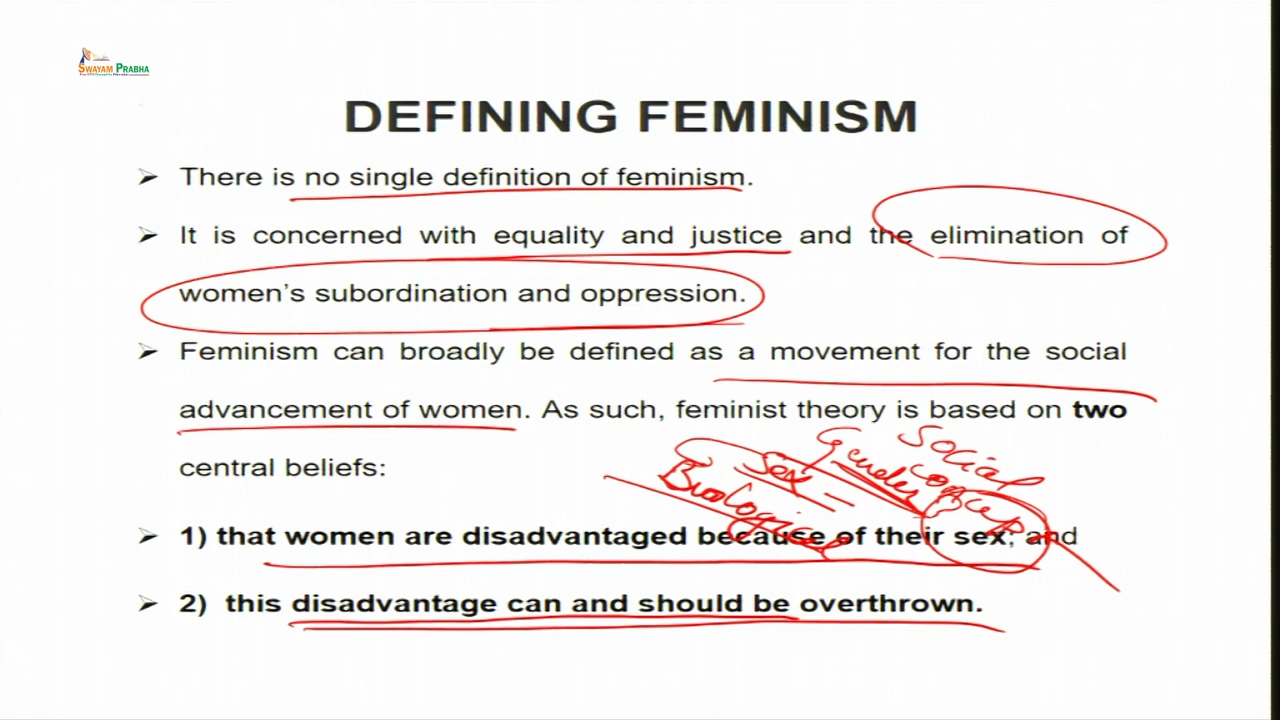 SWAYAM PRABHA
DEFINING FEMINISM
➢ There is no single definition of feminism.
➢ It is concerned with equality and justice and the elimination of
women's subordination and oppression.
➢ Feminism can broadly be defined as a movement for the social
advancement of women. As such, feminist theory is based on two
central beliefs:
Social
Gender concept
Sex =
Biological
➢ 1) that women are disadvantaged because of their sex; and
➢ 2) this disadvantage can and should be overthrown.